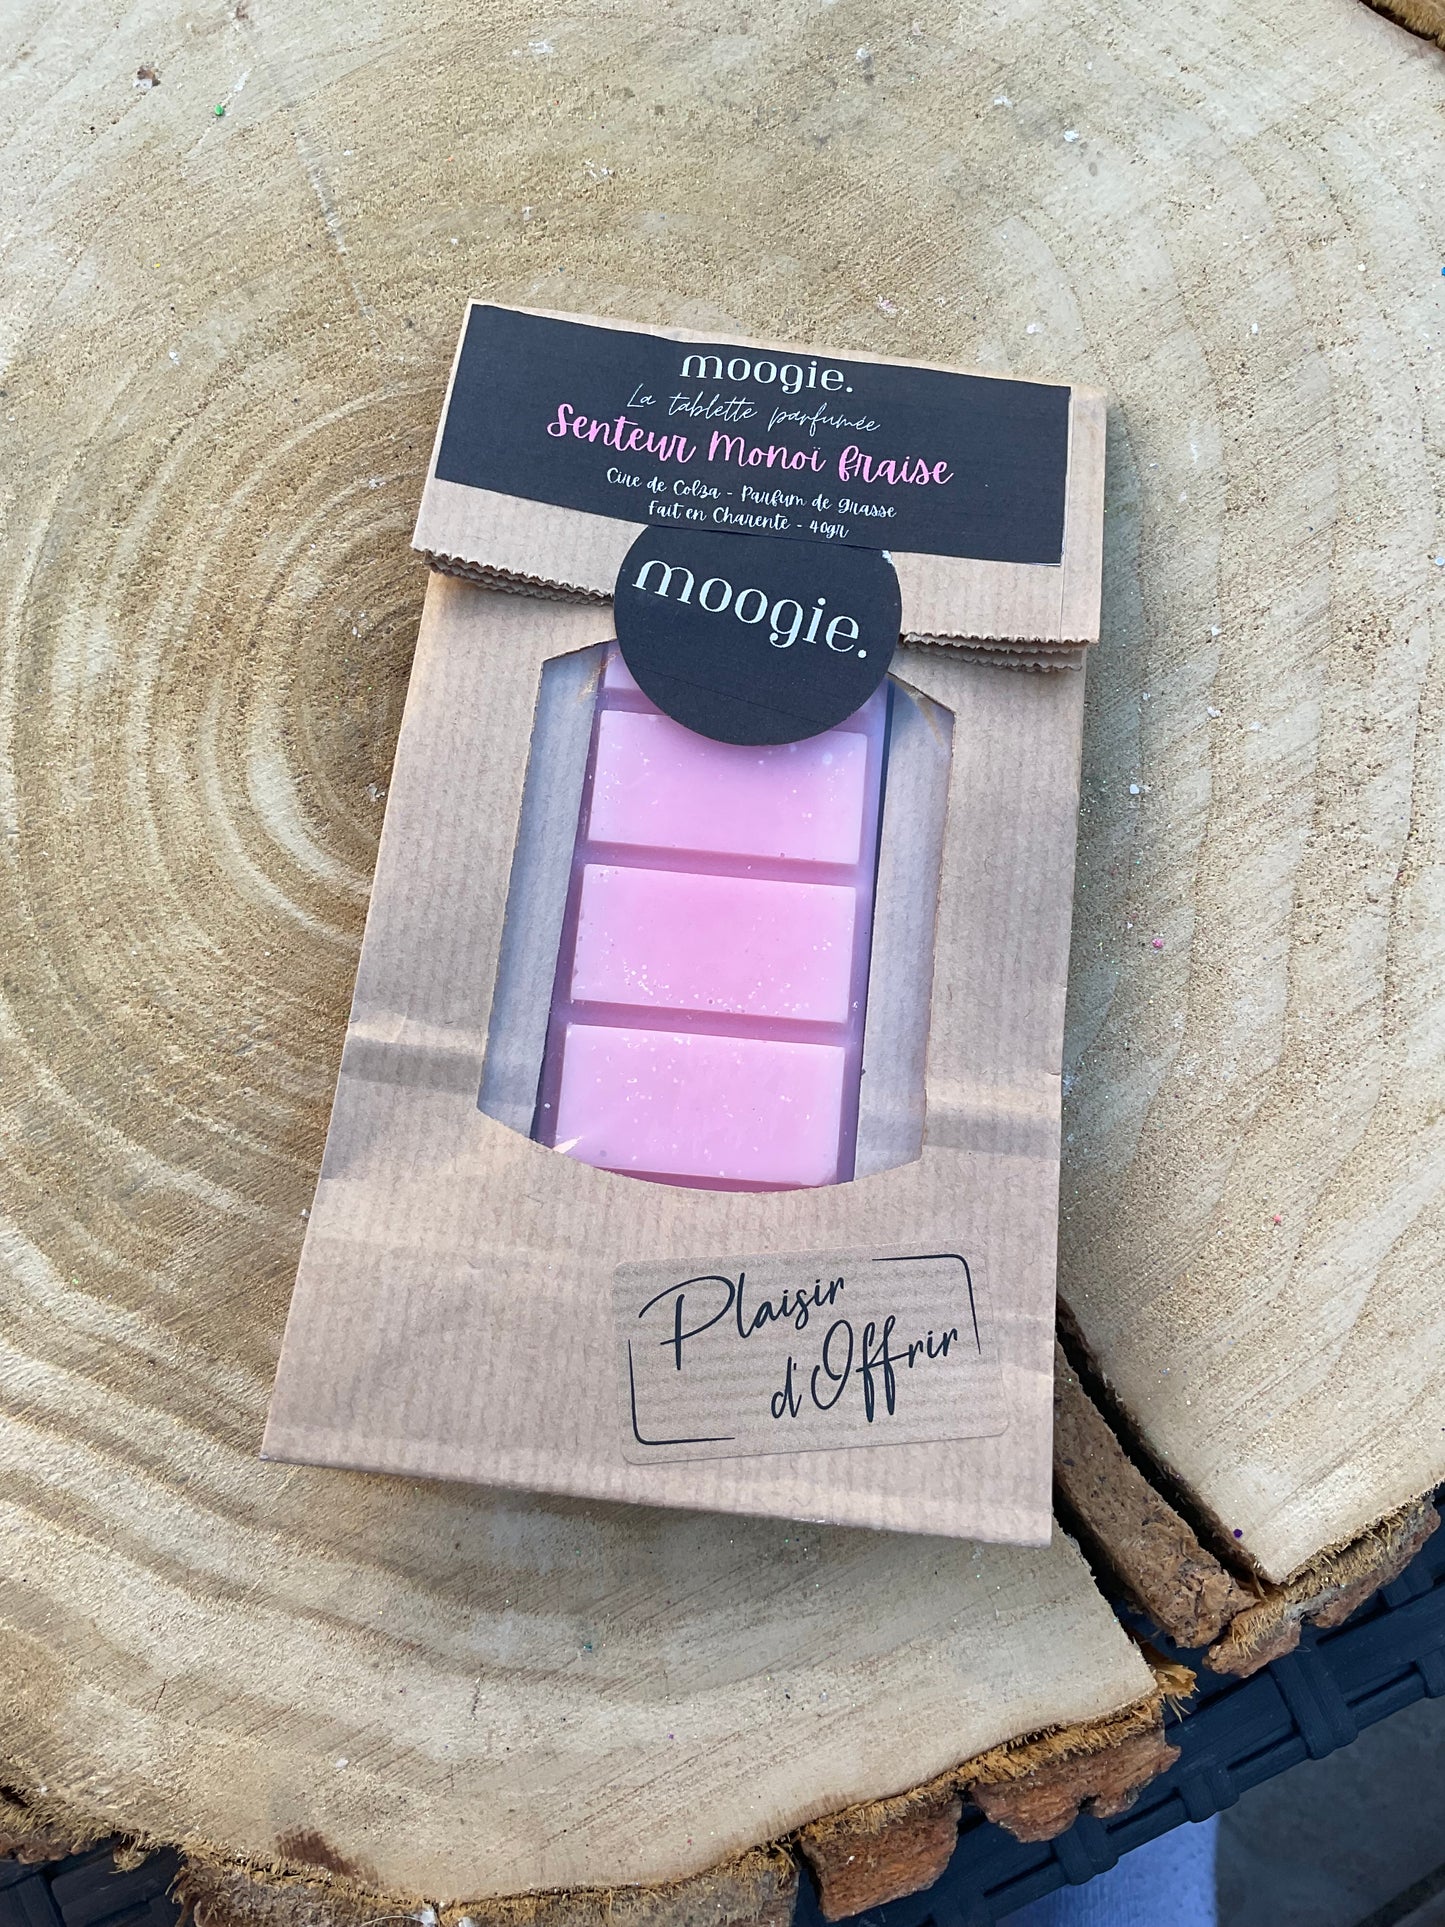 moogie.
La tablette parfumée
Senteur Monoï fraise
Cire de Colza - Parfum de grasse
Fait en Charente - 40gr
moogie.
Plaisir
d'Offrir